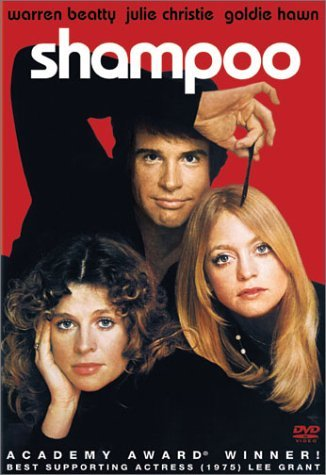 warren beatty julie christie goldie hawn
shampoo
DVD
VIDEO
ACADEMY AWARD® WINNER!
BEST SUPPORTING ACTRESS (1975) LEE GRANT